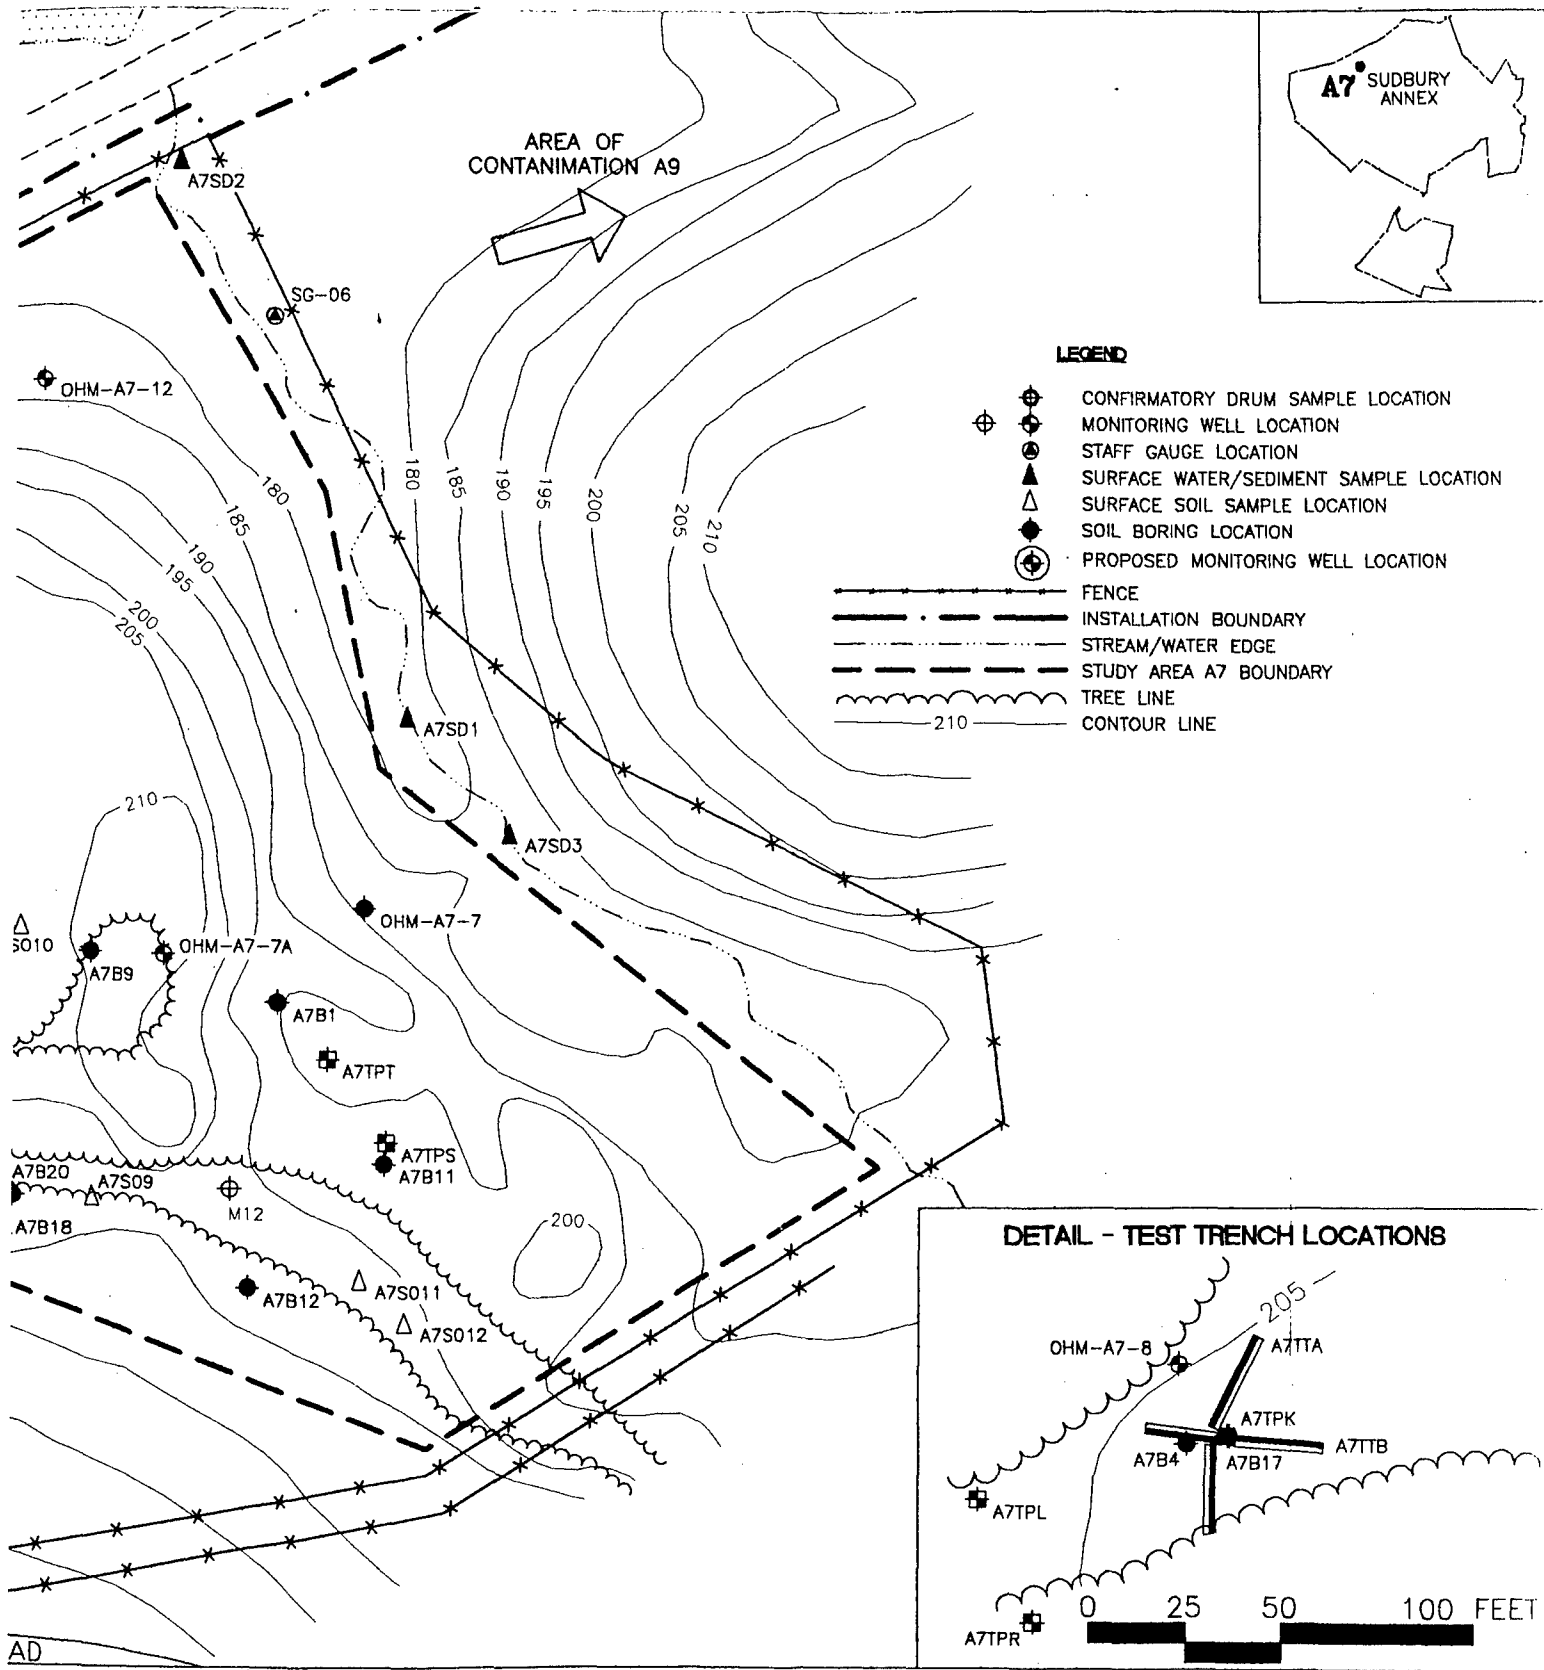 A7 SUDBURY
ANNEX
AREA OF
CONTANIMATION A9
A7SD2
SG-06
OHM-A7-12
LEGEND
CONFIRMATORY DRUM SAMPLE LOCATION
MONITORING WELL LOCATION
STAFF GAUGE LOCATION
SURFACE WATER/SEDIMENT SAMPLE LOCATION
SURFACE SOIL SAMPLE LOCATION
SOIL BORING LOCATION
PROPOSED MONITORING WELL LOCATION
FENCE
INSTALLATION BOUNDARY
STREAM/WATER EDGE
STUDY AREA A7 BOUNDARY
TREE LINE
210 CONTOUR LINE
180
185
190
195
200
205
180
185
190
195
200
205
210
A7SD1
A7SD3
210
OHM-A7-7
S010
A7B9
OHM-A7-7A
A7B1
A7TPT
A7TPS
A7B11
A7B20
A7S09
A7B18
M12
200
A7B12
A7S011
A7S012
DETAIL - TEST TRENCH LOCATIONS
205
OHM-A7-8
A7TTA
A7TPK
A7TTB
A7B4
A7B17
A7TPL
A7TPR
0 25 50 100 FEET
AD